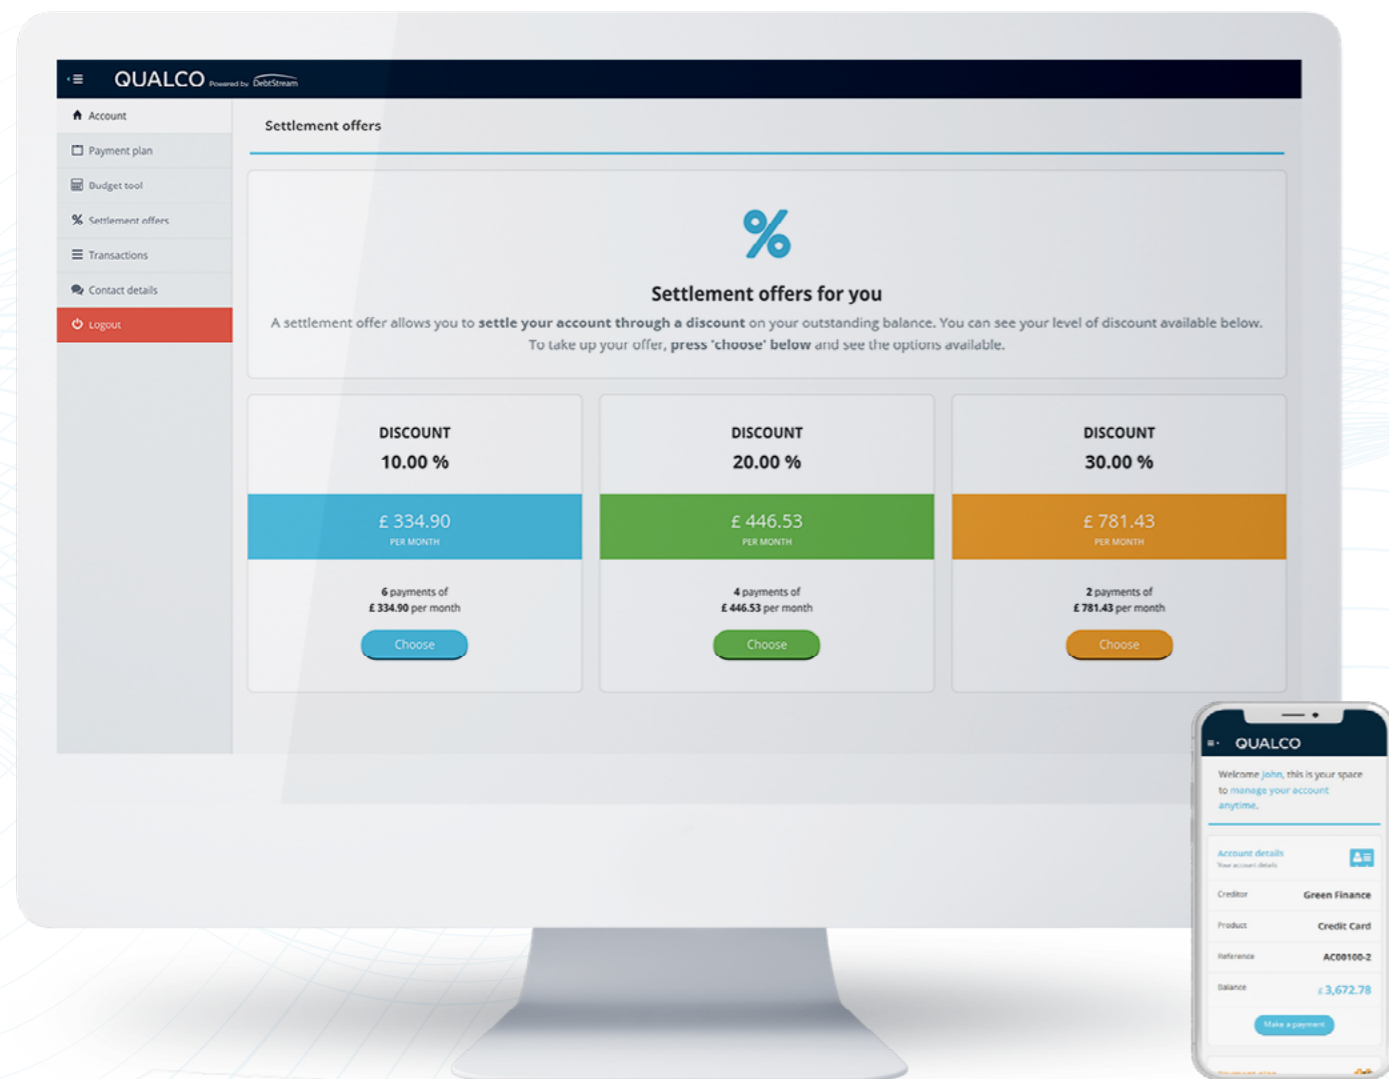 QUALCO Powered by DebtStream
Account
Payment plan
Budget tool
Settlement offers
Transactions
Contact details
Logout
Settlement offers
%
Settlement offers for you
A settlement offer allows you to settle your account through a discount on your outstanding balance. You can see your level of discount available below.
To take up your offer, press 'choose' below and see the options available.
DISCOUNT
10.00 %
£ 334.90
PER MONTH
6 payments of
£ 334.90 per month
Choose
DISCOUNT
20.00 %
£ 446.53
PER MONTH
4 payments of
£ 446.53 per month
Choose
DISCOUNT
30.00 %
£ 781.43
PER MONTH
2 payments of
£ 781.43 per month
Choose
QUALCO
Welcome John, this is your space
to manage your account
anytime.
Account details
Your account details
Creditor Green Finance
Product Credit Card
Reference AC00100-2
Balance £ 3,672.78
Make a payment
Payment plan